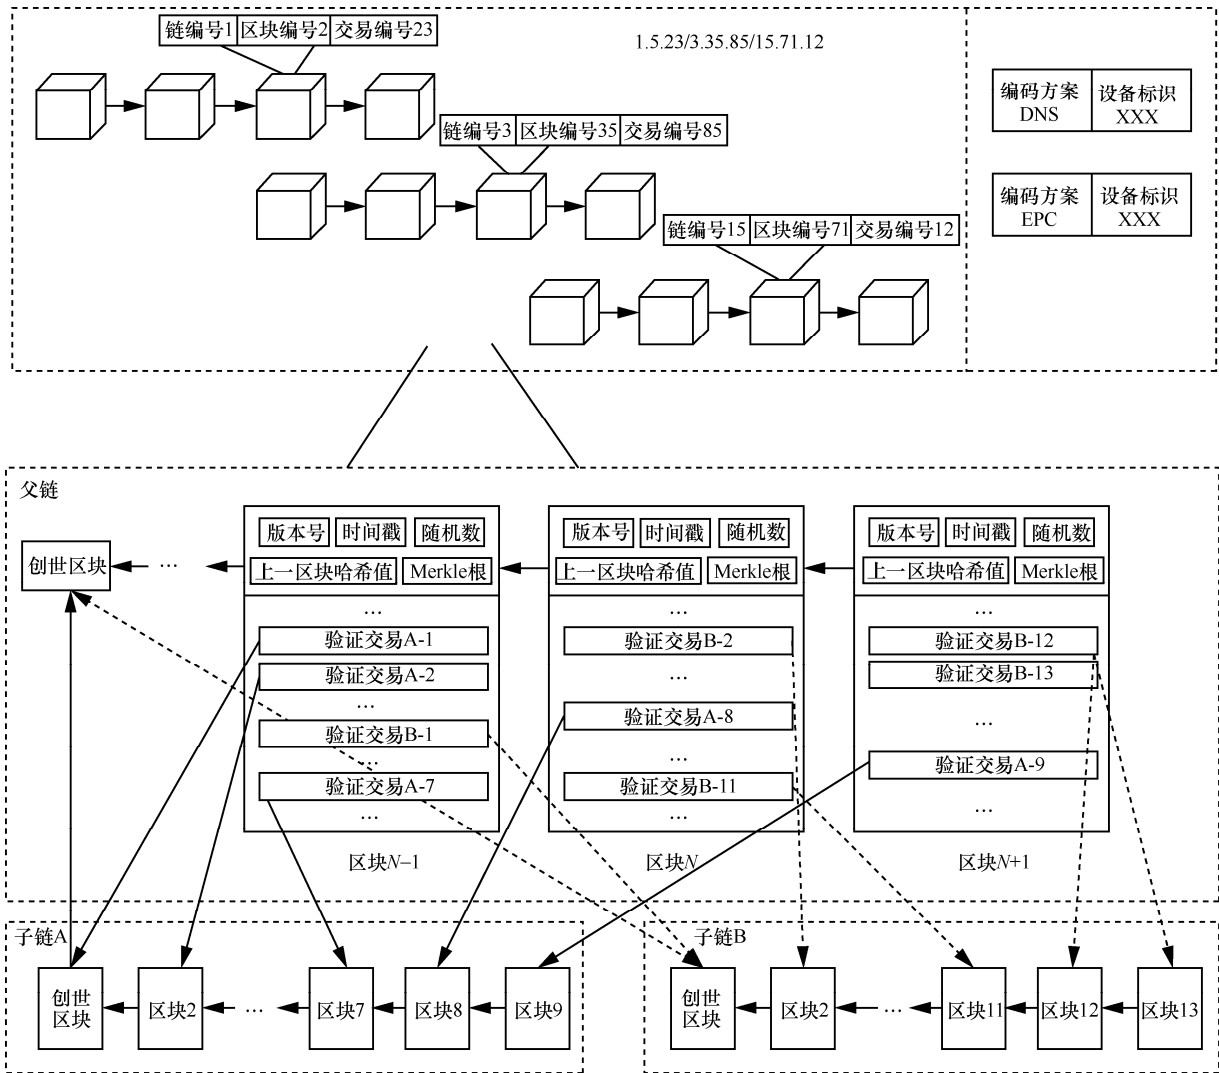 链编号1 区块编号2 交易编号23
1.5.23/3.35.85/15.71.12
编码方案 DNS 设备标识 XXX
链编号3 区块编号35 交易编号85
编码方案 EPC 设备标识 XXX
链编号15 区块编号71 交易编号12
父链
创世区块
...
版本号 时间戳 随机数
上一区块哈希值 Merkle根
...
验证交易A-1
验证交易A-2
...
验证交易B-1
...
验证交易A-7
...
区块N–1
版本号 时间戳 随机数
上一区块哈希值 Merkle根
...
验证交易B-2
...
验证交易A-8
...
验证交易B-11
...
区块N
版本号 时间戳 随机数
上一区块哈希值 Merkle根
...
验证交易B-12
验证交易B-13
...
验证交易A-9
...
区块N+1
子链A
创世
区块
区块2
...
区块7
区块8
区块9
子链B
创世
区块
区块2
...
区块11
区块12
区块13